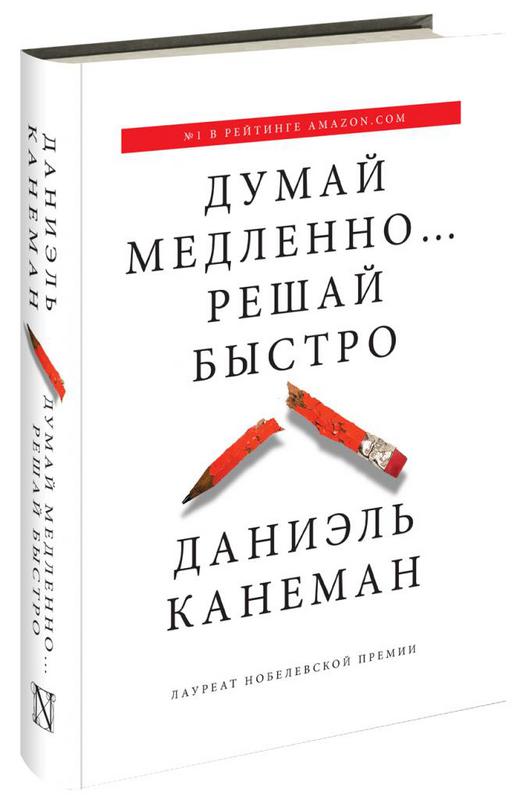 №1 В РЕЙТИНГЕ AMAZON.COM
ДУМАЙ
МЕДЛЕННО...
РЕШАЙ
БЫСТРО
ДАНИЭЛЬ
КАНЕМАН
ЛАУРЕАТ НОБЕЛЕВСКОЙ ПРЕМИИ
ДАНИЭЛЬ
КАНЕМАН
ДУМАЙ МЕДЛЕННО...
РЕШАЙ БЫСТРО